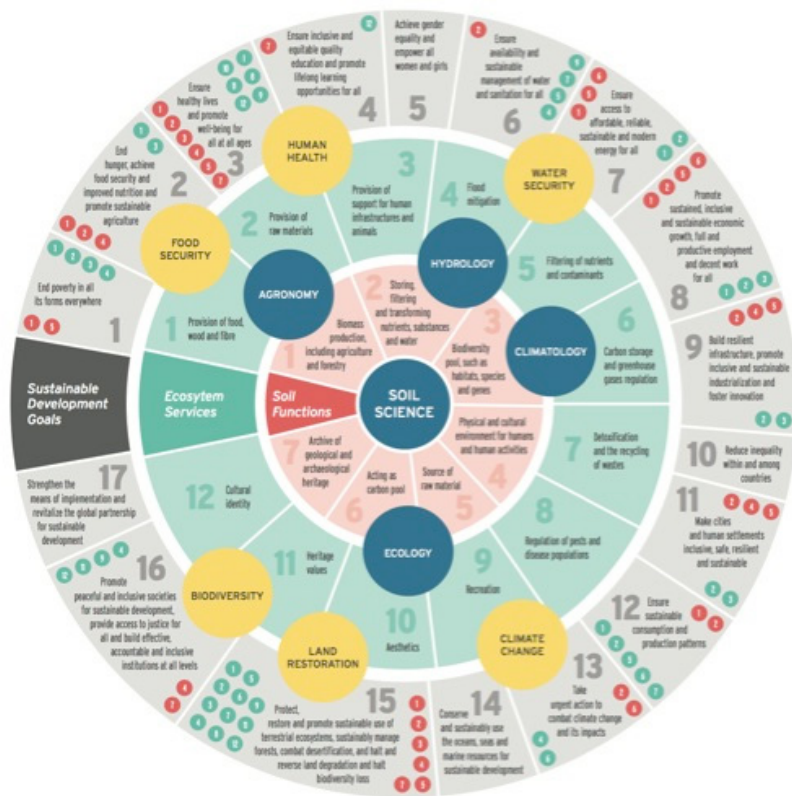 SOIL
SCIENCE
AGRONOMY
HYDROLOGY
CLIMATOLOGY
ECOLOGY
FOOD
SECURITY
HUMAN
HEALTH
WATER
SECURITY
CLIMATE
CHANGE
LAND
RESTORATION
BIODIVERSITY
Sustainable
Development
Goals
Ecosytem
Services
Soil
Functions
1
Biomass
production,
including agriculture
and forestry
2
Storing,
filtering
and transforming
nutrients, substances
and water
3
Biodiversity
pool, such as
habitats, species
and genes
4
Physical and cultural
environment for humans
and human activities
5
Source of
raw material
6
Acting as
carbon pool
7
Archive of
geological and
archaeological
heritage
1
Provision of food,
wood and fibre
2
Provision of
raw materials
3
Provision of
support for human
infrastructures and
animals
4
Flood
mitigation
5
Filtering of nutrients
and contaminants
6
Carbon storage
and greenhouse
gases regulation
7
Detoxification
and the recycling
of wastes
8
Regulation of pests and
disease populations
9
Recreation
10
Aesthetics
11
Heritage
values
12
Cultural
identity
1
End poverty in all
its forms everywhere
2
End
hunger, achieve
food security and
improved nutrition and
promote sustainable
agriculture
3
Ensure
healthy lives
and promote
well-being for
all at all ages
4
Ensure inclusive and
equitable quality
education and promote
lifelong learning
opportunities for all
5
Achieve gender
equality and
empower all
women and girls
6
Ensure
availability and
sustainable
management of water
and sanitation for all
7
Ensure
access to
affordable, reliable,
sustainable and modern
energy for all
8
Promote
sustained, inclusive
and sustainable economic
growth, full and
productive employment
and decent work
for all
9
Build resilient
infrastructure, promote
inclusive and sustainable
industrialization and
foster innovation
10
Reduce inequality
within and among
countries
11
Make cities
and human settlements
inclusive, safe, resilient
and sustainable
12
Ensure
sustainable
consumption and
production patterns
13
Take
urgent action to
combat climate change
and its impacts
14
Conserve
and sustainably use
the oceans, seas and
marine resources for
sustainable development
15
Protect,
restore and promote sustainable use of
terrestrial ecosystems, sustainably manage
forests, combat desertification, and halt and
reverse land degradation and halt
biodiversity loss
16
Promote
peaceful and inclusive societies
for sustainable development,
provide access to justice for
all and build effective,
accountable and inclusive
institutions at all levels
17
Strengthen the
means of implementation and
revitalize the global partnership
for sustainable
development